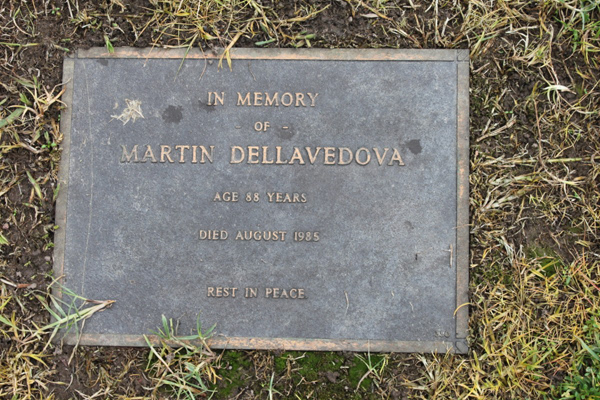 IN MEMORY
OF -
MARTIN DELLAVEDOVA
AGE 88 YEARS
DIED AUGUST 1985
REST IN PEACE